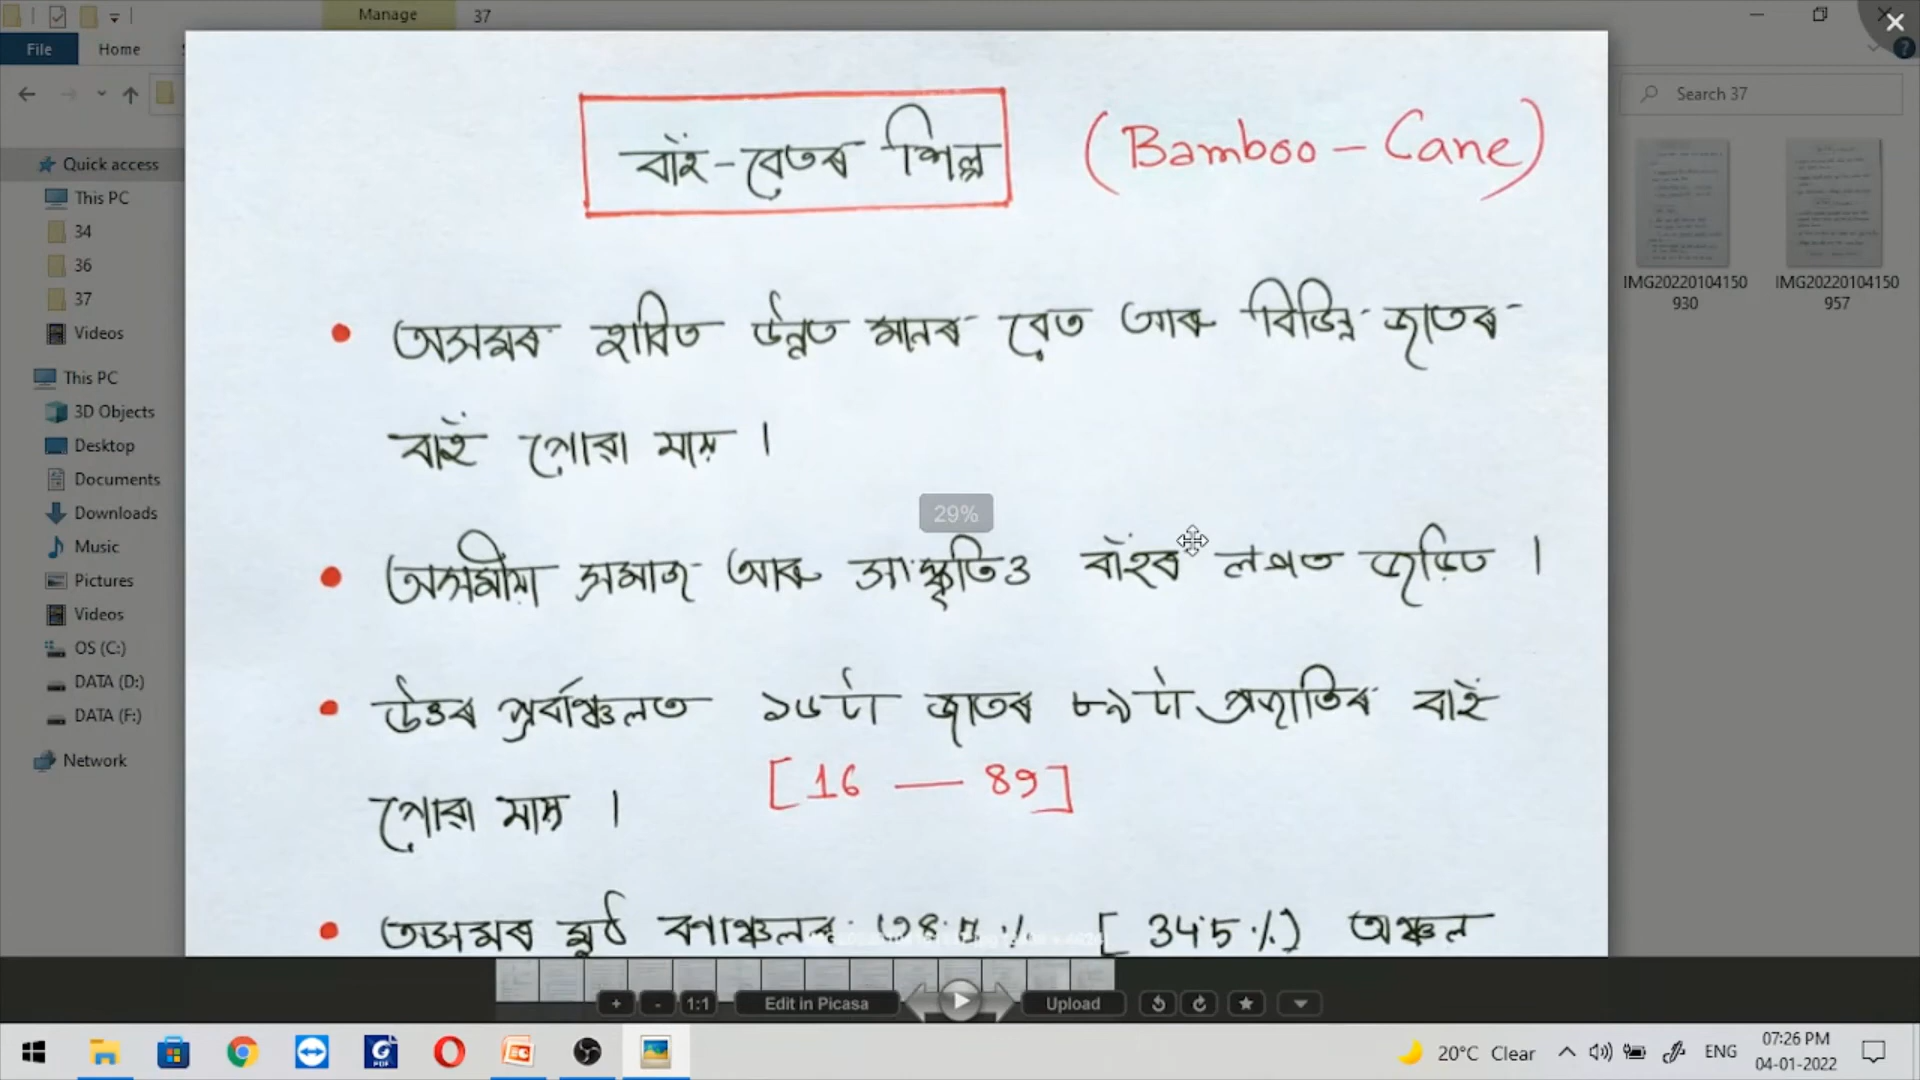 Manage
37
File
Home
Search 37
Quick access
This PC
34
36
37
Videos
This PC
3D Objects
Desktop
Documents
Downloads
Music
Pictures
Videos
OS (C:)
DATA (D:)
DATA (F:)
Network
IMG20220104150
930
IMG20220104150
957
বাঁহ-বেতৰ শিল্প (Bamboo - Cane)
• অসমৰ হাবিত উন্নত মানৰ বেত আৰু বিভিন্ন জাতৰ
বাহঁ পোৱা যায় ।
29%
• অসমীয়া সমাজ আৰু সাংস্কৃতিও বাঁহৰ লগত জড়িত ।
• উত্তৰ পূৰ্বাঞ্চলত ১৬টা জাতৰ ৮৯টা প্ৰজাতিৰ বাহঁ
[16 — 89]
পোৱা যায় ।
• অসমৰ মুঠ বণাঞ্চলৰ [34.5%] অঞ্চল
+ - 1:1 Edit in Picasa Upload
20°C Clear ENG 07:26 PM
04-01-2022